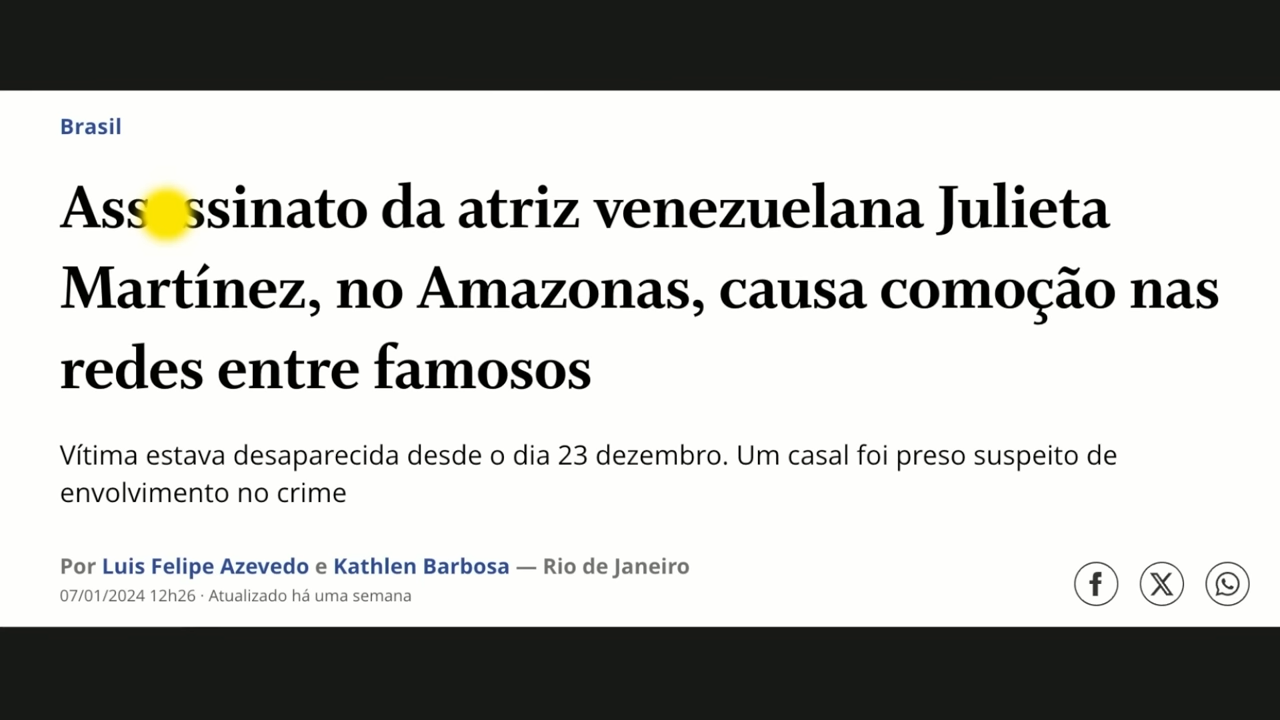 Brasil
Assassinato da atriz venezuelana Julieta
Martínez, no Amazonas, causa comoção nas
redes entre famosos
Vítima estava desaparecida desde o dia 23 dezembro. Um casal foi preso suspeito de
envolvimento no crime
Por Luis Felipe Azevedo e Kathlen Barbosa — Rio de Janeiro
07/01/2024 12h26 · Atualizado há uma semana